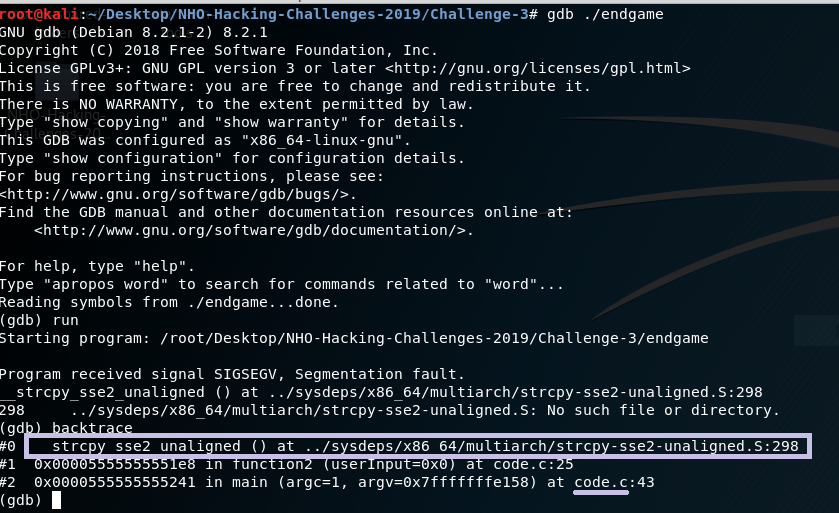 root@kali:~/Desktop/NHO-Hacking-Challenges-2019/Challenge-3# gdb ./endgame
GNU gdb (Debian 8.2.1-2) 8.2.1
Copyright (C) 2018 Free Software Foundation, Inc.
License GPLv3+: GNU GPL version 3 or later <http://gnu.org/licenses/gpl.html>
This is free software: you are free to change and redistribute it.
There is NO WARRANTY, to the extent permitted by law.
Type "show copying" and "show warranty" for details.
This GDB was configured as "x86_64-linux-gnu".
Type "show configuration" for configuration details.
For bug reporting instructions, please see:
<http://www.gnu.org/software/gdb/bugs/>.
Find the GDB manual and other documentation resources online at:
    <http://www.gnu.org/software/gdb/documentation/>.
For help, type "help".
Type "apropos word" to search for commands related to "word"...
Reading symbols from ./endgame...done.
(gdb) run
Starting program: /root/Desktop/NHO-Hacking-Challenges-2019/Challenge-3/endgame
Program received signal SIGSEGV, Segmentation fault.
__strcpy_sse2_unaligned () at ../sysdeps/x86_64/multiarch/strcpy-sse2-unaligned.S:298
298     ../sysdeps/x86_64/multiarch/strcpy-sse2-unaligned.S: No such file or directory.
(gdb) backtrace
#0  __strcpy_sse2_unaligned () at ../sysdeps/x86_64/multiarch/strcpy-sse2-unaligned.S:298
#1  0x00005555555551e8 in function2 (userInput=0x0) at code.c:25
#2  0x0000555555555241 in main (argc=1, argv=0x7fffffffe158) at code.c:43
(gdb)